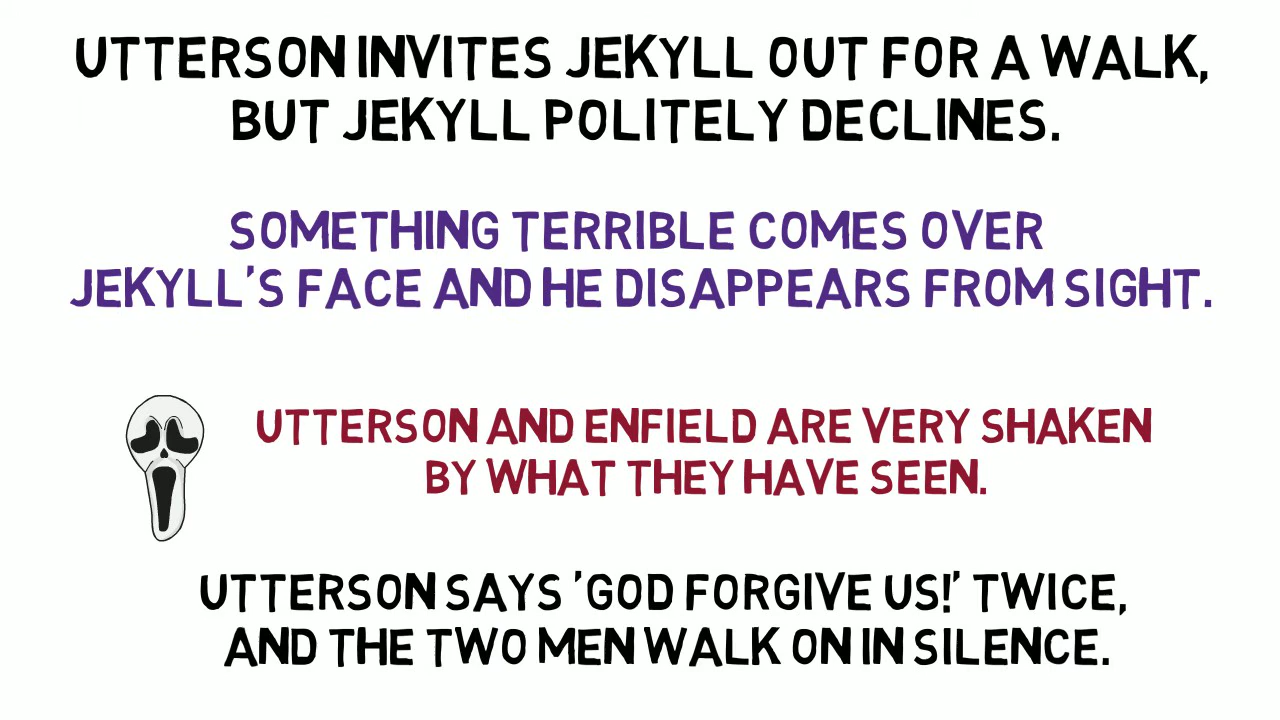 UTTERSON INVITES JEKYLL OUT FOR A WALK,
BUT JEKYLL POLITELY DECLINES.
SOMETHING TERRIBLE COMES OVER
JEKYLL'S FACE AND HE DISAPPEARS FROM SIGHT.
UTTERSON AND ENFIELD ARE VERY SHAKEN
BY WHAT THEY HAVE SEEN.
UTTERSON SAYS 'GOD FORGIVE US!' TWICE,
AND THE TWO MEN WALK ON IN SILENCE.